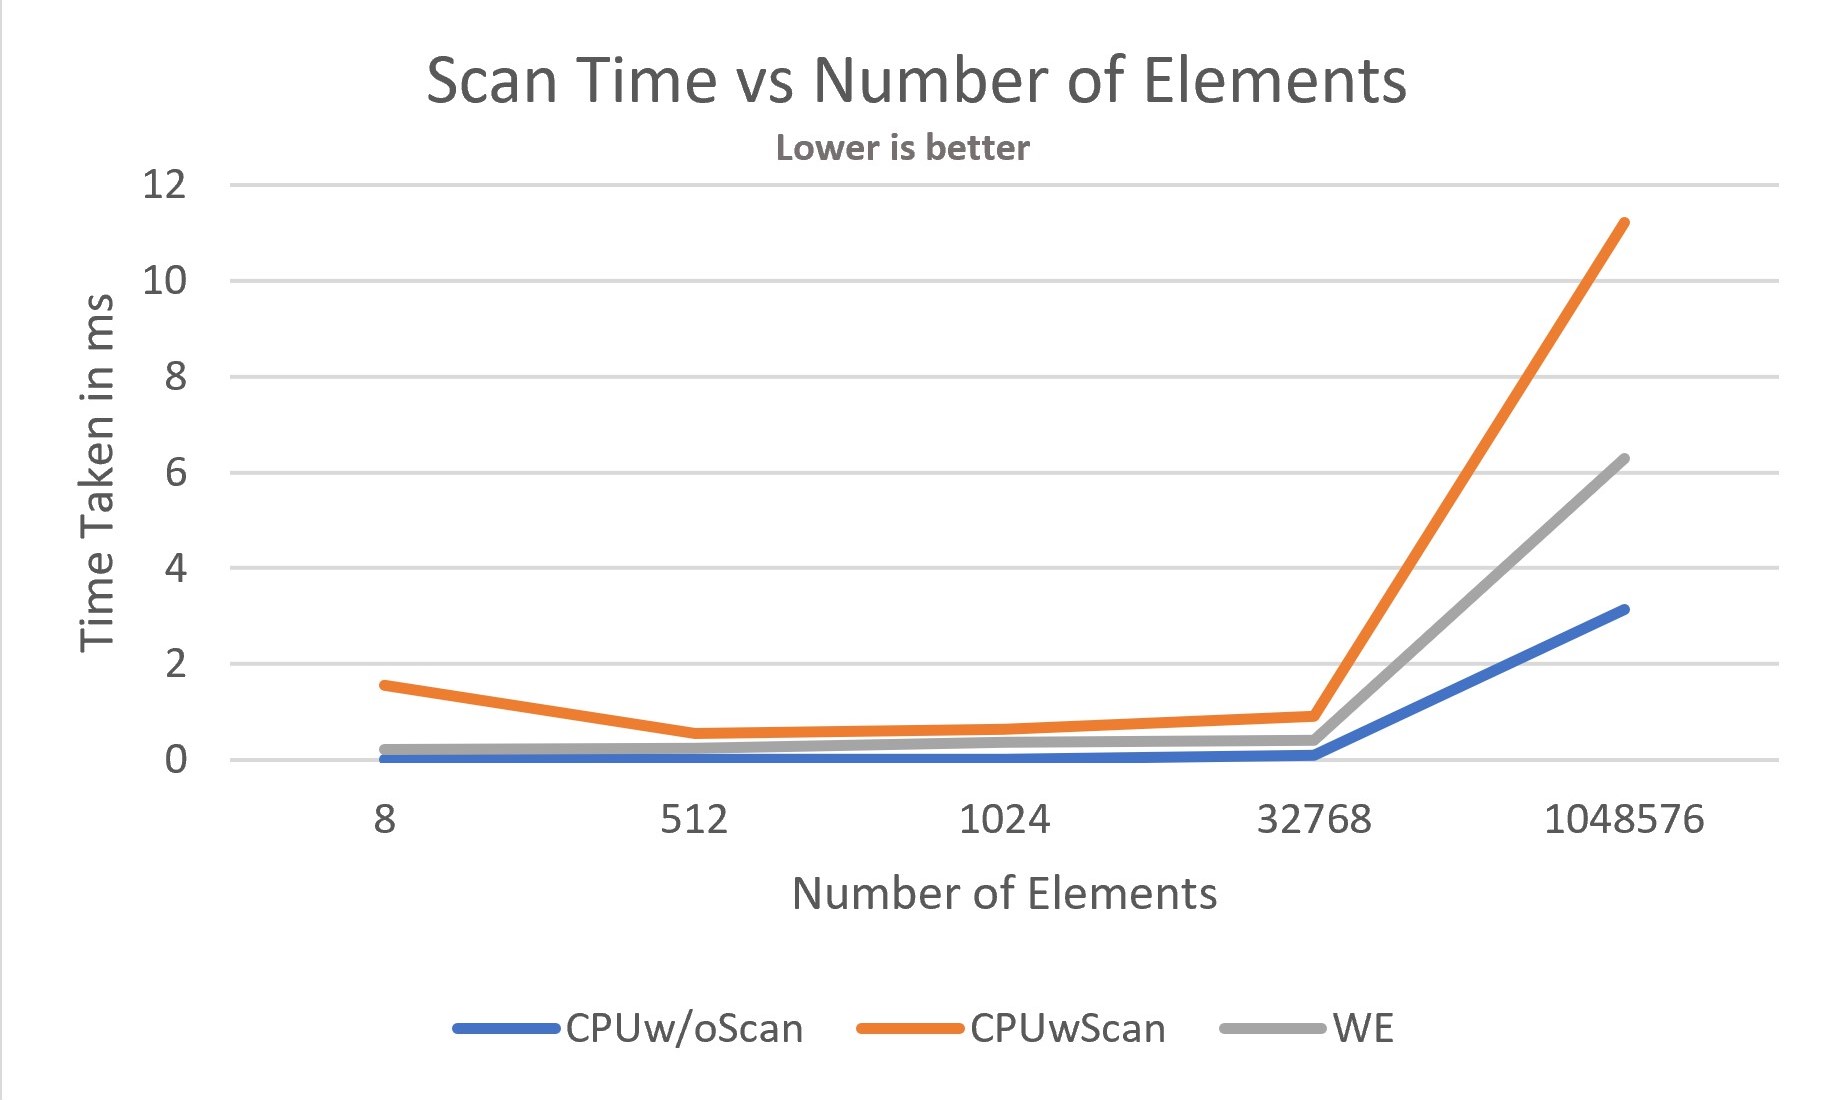 Scan Time vs Number of Elements
Lower is better
12
10
8
6
4
2
0
Time Taken in ms
8 512 1024 32768 1048576
Number of Elements
CPUw/oScan CPUwScan WE